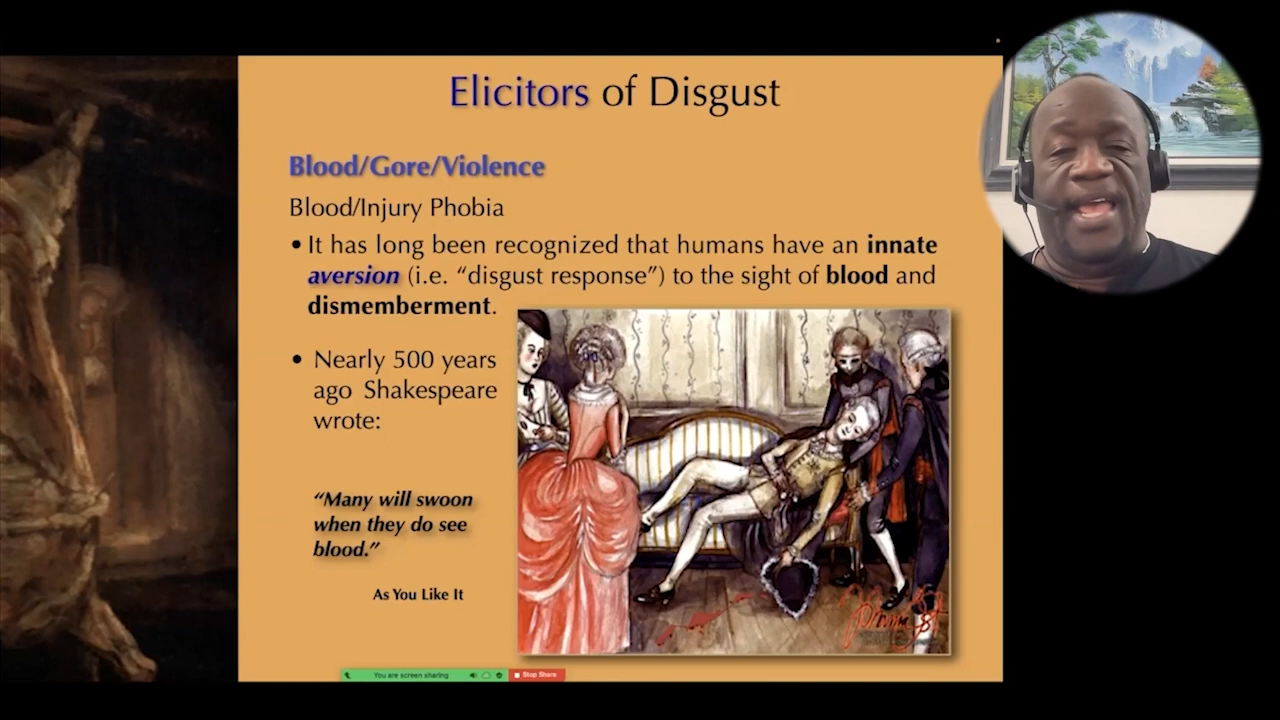 Elicitors of Disgust
Blood/Gore/Violence
Blood/Injury Phobia
• It has long been recognized that humans have an innate
aversion (i.e. “disgust response”) to the sight of blood and
dismemberment.
• Nearly 500 years
ago Shakespeare
wrote:
“Many will swoon
when they do see
blood.”
As You Like It
You are screen sharing
Stop Share